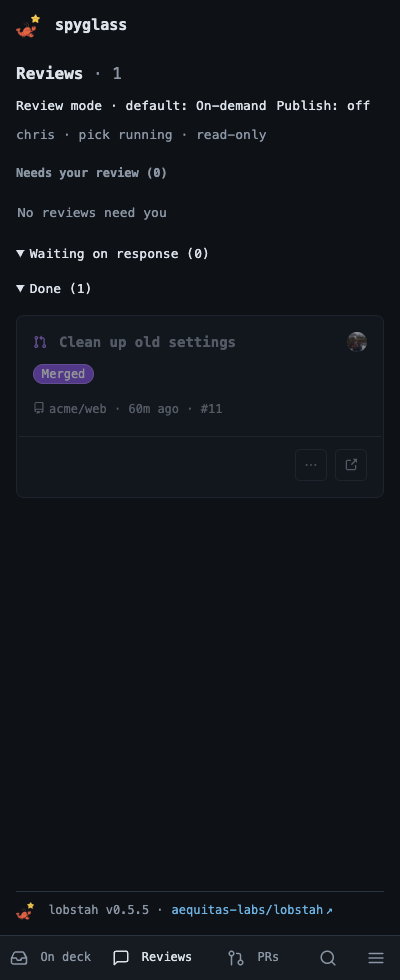 spyglass
Reviews · 1
Review mode · default: On-demand Publish: off
chris · pick running · read-only
Needs your review (0)
No reviews need you
▼ Waiting on response (0)
▼ Done (1)
Clean up old settings
Merged
acme/web · 60m ago · #11
lobstah v0.5.5 · aequitas-labs/lobstah↗
On deck Reviews PRs